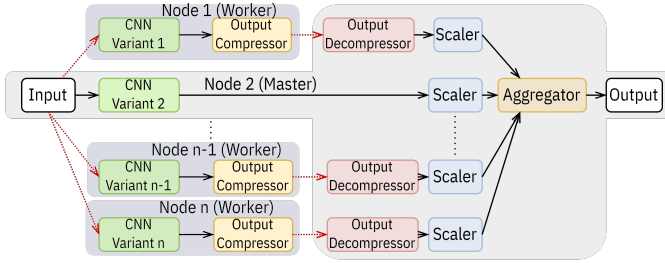 Node 1 (Worker)
CNN
Variant 1
Output
Compressor
Output
Decompressor
Scaler
Input
CNN
Variant 2
Node 2 (Master)
Scaler
Aggregator
Output
Node n-1 (Worker)
CNN
Variant n-1
Output
Compressor
Output
Decompressor
Scaler
Node n (Worker)
CNN
Variant n
Output
Compressor
Output
Decompressor
Scaler